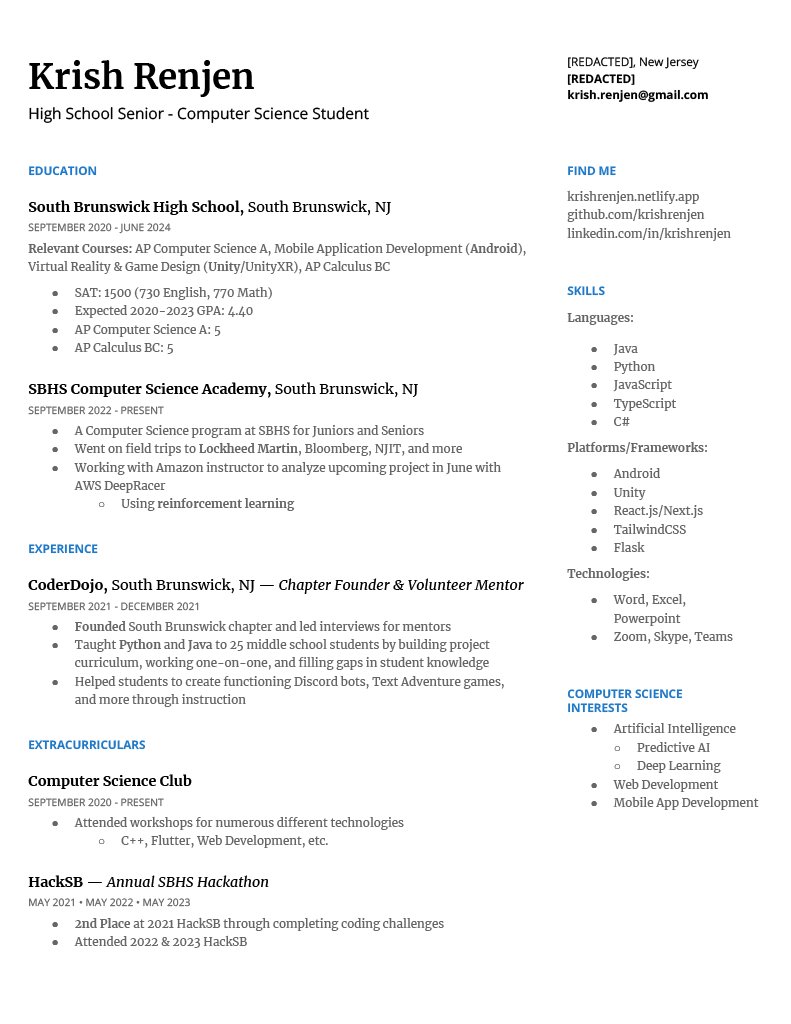 Krish Renjen
High School Senior - Computer Science Student
[REDACTED], New Jersey
[REDACTED]
krish.renjen@gmail.com
EDUCATION
South Brunswick High School, South Brunswick, NJ
SEPTEMBER 2020 - JUNE 2024
Relevant Courses: AP Computer Science A, Mobile Application Development (Android),
Virtual Reality & Game Design (Unity/UnityXR), AP Calculus BC
● SAT: 1500 (730 English, 770 Math)
● Expected 2020-2023 GPA: 4.40
● AP Computer Science A: 5
● AP Calculus BC: 5
SBHS Computer Science Academy, South Brunswick, NJ
SEPTEMBER 2022 - PRESENT
● A Computer Science program at SBHS for Juniors and Seniors
● Went on field trips to Lockheed Martin, Bloomberg, NJIT, and more
● Working with Amazon instructor to analyze upcoming project in June with
AWS DeepRacer
○ Using reinforcement learning
EXPERIENCE
CoderDojo, South Brunswick, NJ — Chapter Founder & Volunteer Mentor
SEPTEMBER 2021 - DECEMBER 2021
● Founded South Brunswick chapter and led interviews for mentors
● Taught Python and Java to 25 middle school students by building project
curriculum, working one-on-one, and filling gaps in student knowledge
● Helped students to create functioning Discord bots, Text Adventure games,
and more through instruction
EXTRACURRICULARS
Computer Science Club
SEPTEMBER 2020 - PRESENT
● Attended workshops for numerous different technologies
○ C++, Flutter, Web Development, etc.
HackSB — Annual SBHS Hackathon
MAY 2021 • MAY 2022 • MAY 2023
● 2nd Place at 2021 HackSB through completing coding challenges
● Attended 2022 & 2023 HackSB
FIND ME
krishrenjen.netlify.app
github.com/krishrenjen
linkedin.com/in/krishrenjen
SKILLS
Languages:
● Java
● Python
● JavaScript
● TypeScript
● C#
Platforms/Frameworks:
● Android
● Unity
● React.js/Next.js
● TailwindCSS
● Flask
Technologies:
● Word, Excel,
Powerpoint
● Zoom, Skype, Teams
COMPUTER SCIENCE
INTERESTS
● Artificial Intelligence
○ Predictive AI
○ Deep Learning
● Web Development
● Mobile App Development